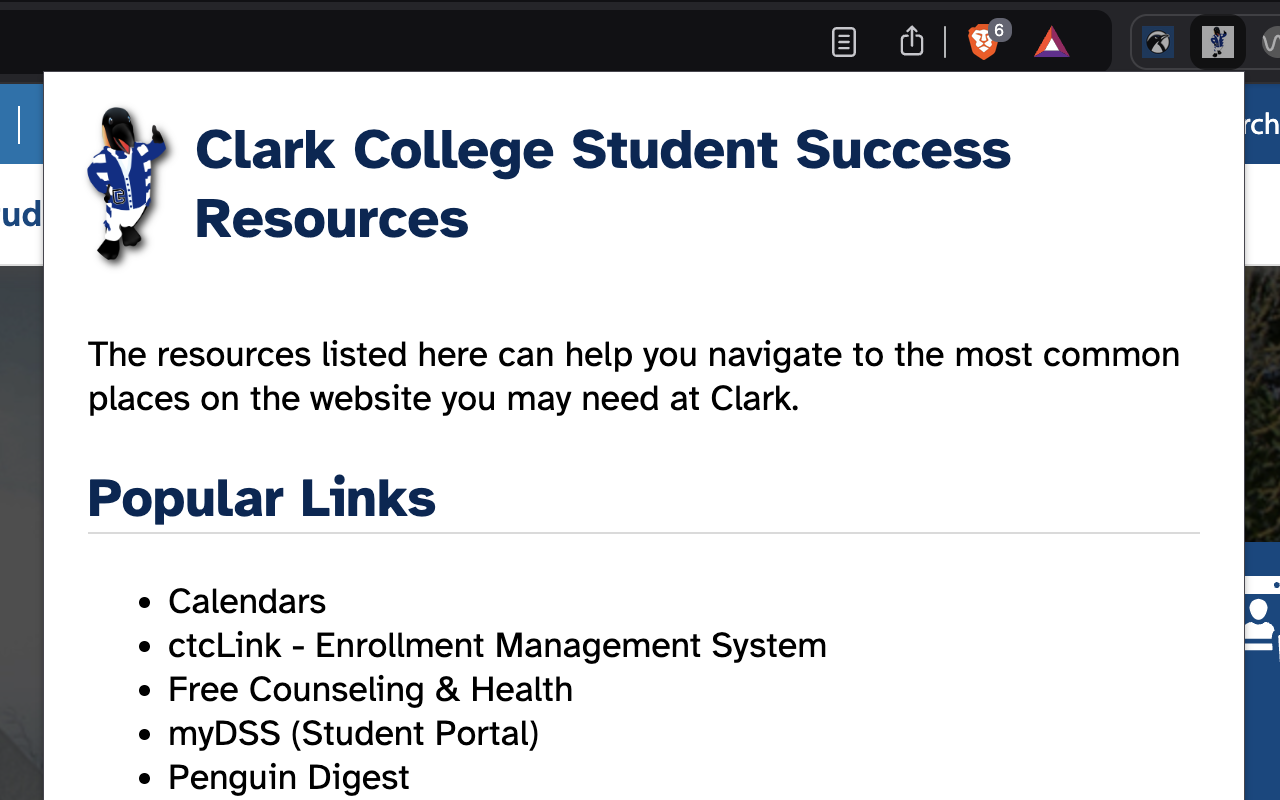 6
rch
ud
Clark College Student Success
Resources
The resources listed here can help you navigate to the most common
places on the website you may need at Clark.
Popular Links
• Calendars
• ctcLink - Enrollment Management System
• Free Counseling & Health
• myDSS (Student Portal)
• Penguin Digest